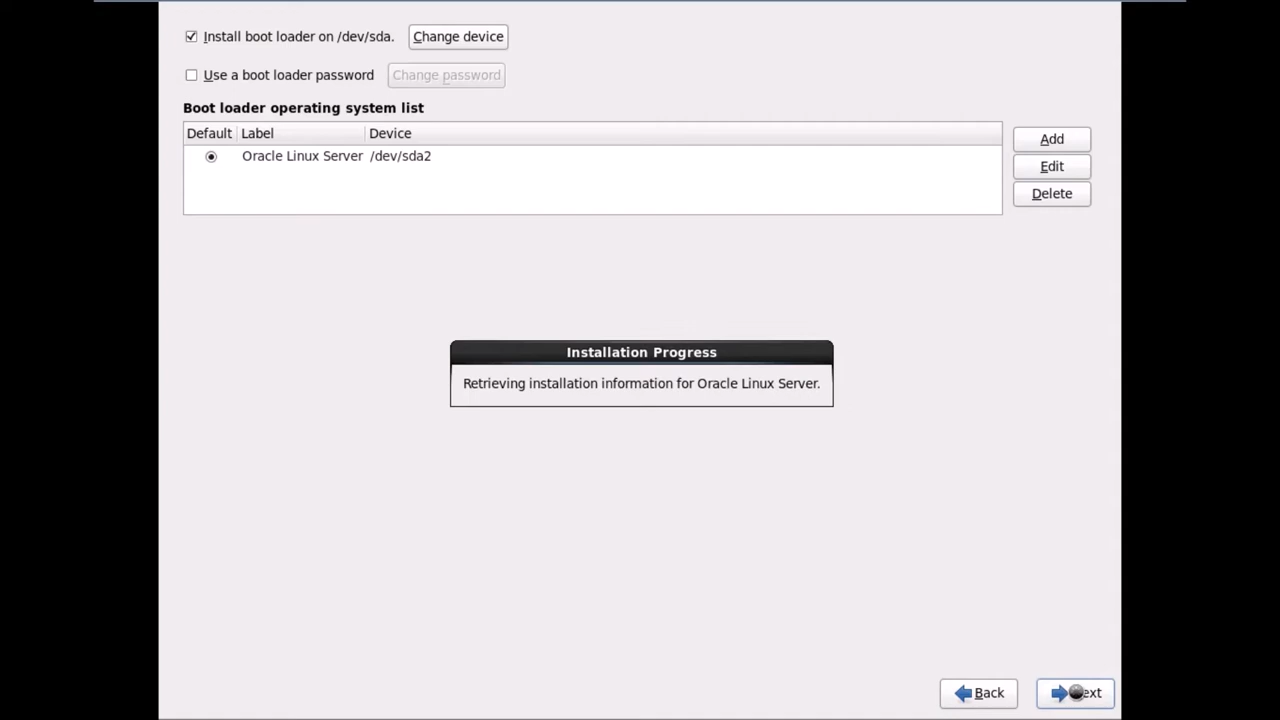 Install boot loader on /dev/sda. Change device
Use a boot loader password Change password
Boot loader operating system list
Default Label Device
Oracle Linux Server /dev/sda2
Add
Edit
Delete
Installation Progress
Retrieving installation information for Oracle Linux Server.
Back ext